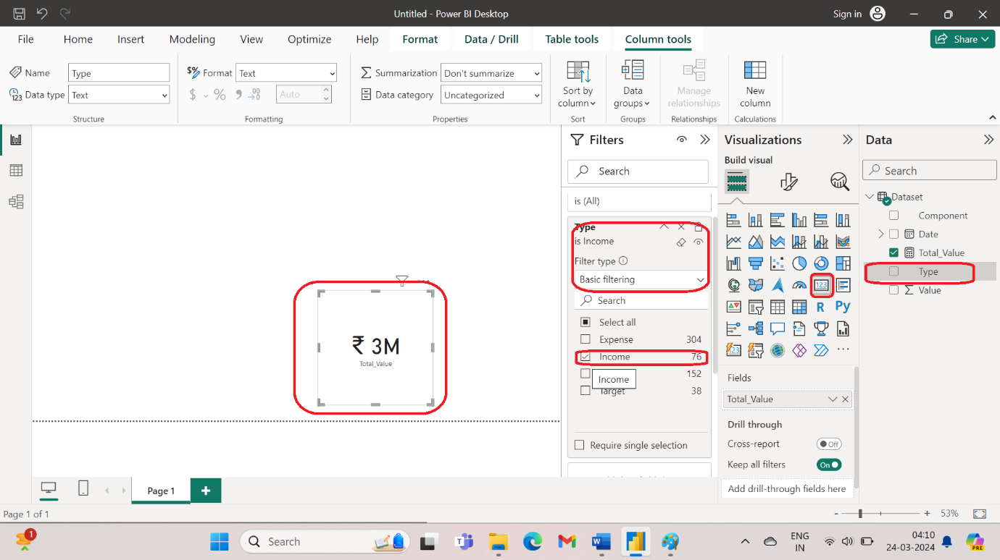 Untitled - Power BI Desktop
Sign in
File Home Insert Modeling View Optimize Help Format Data / Drill Table tools Column tools
Share
Name Type
Data type Text
Structure
$% Format Text
$ % 9 .00 Auto
Formatting
Σ Summarization Don't summarize
Data category Uncategorized
Properties
Sort by
column
Sort
Data
groups
Groups
Manage
relationships
Relationships
New
column
Calculations
₹ 3M
Total_Value
Filters
Search
is (All)
Type
is Income
Filter type
Basic filtering
Search
Select all
Expense 304
Income 76
152
Income
Target 38
Require single selection
Visualizations
Build visual
123
R Py
123
Fields
Total_Value
Drill through
Cross-report Off
Keep all filters On
Add drill-through fields here
Data
Search
Dataset
Component
Date
Total_Value
Type
Σ Value
Page 1
Page 1 of 1
- + 53%
1
Search
ENG
IN
04:10
24-03-2024
PRE